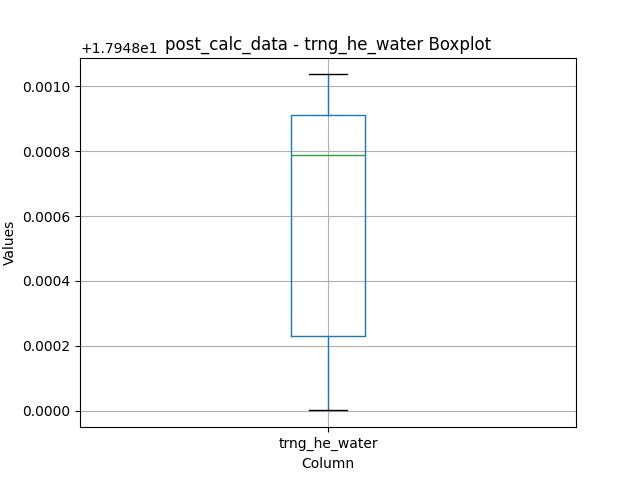 post_calc_data - trng_he_water Boxplot
+1.7948e1
0.0010
0.0008
0.0006
0.0004
0.0002
0.0000
Values
trng_he_water
Column